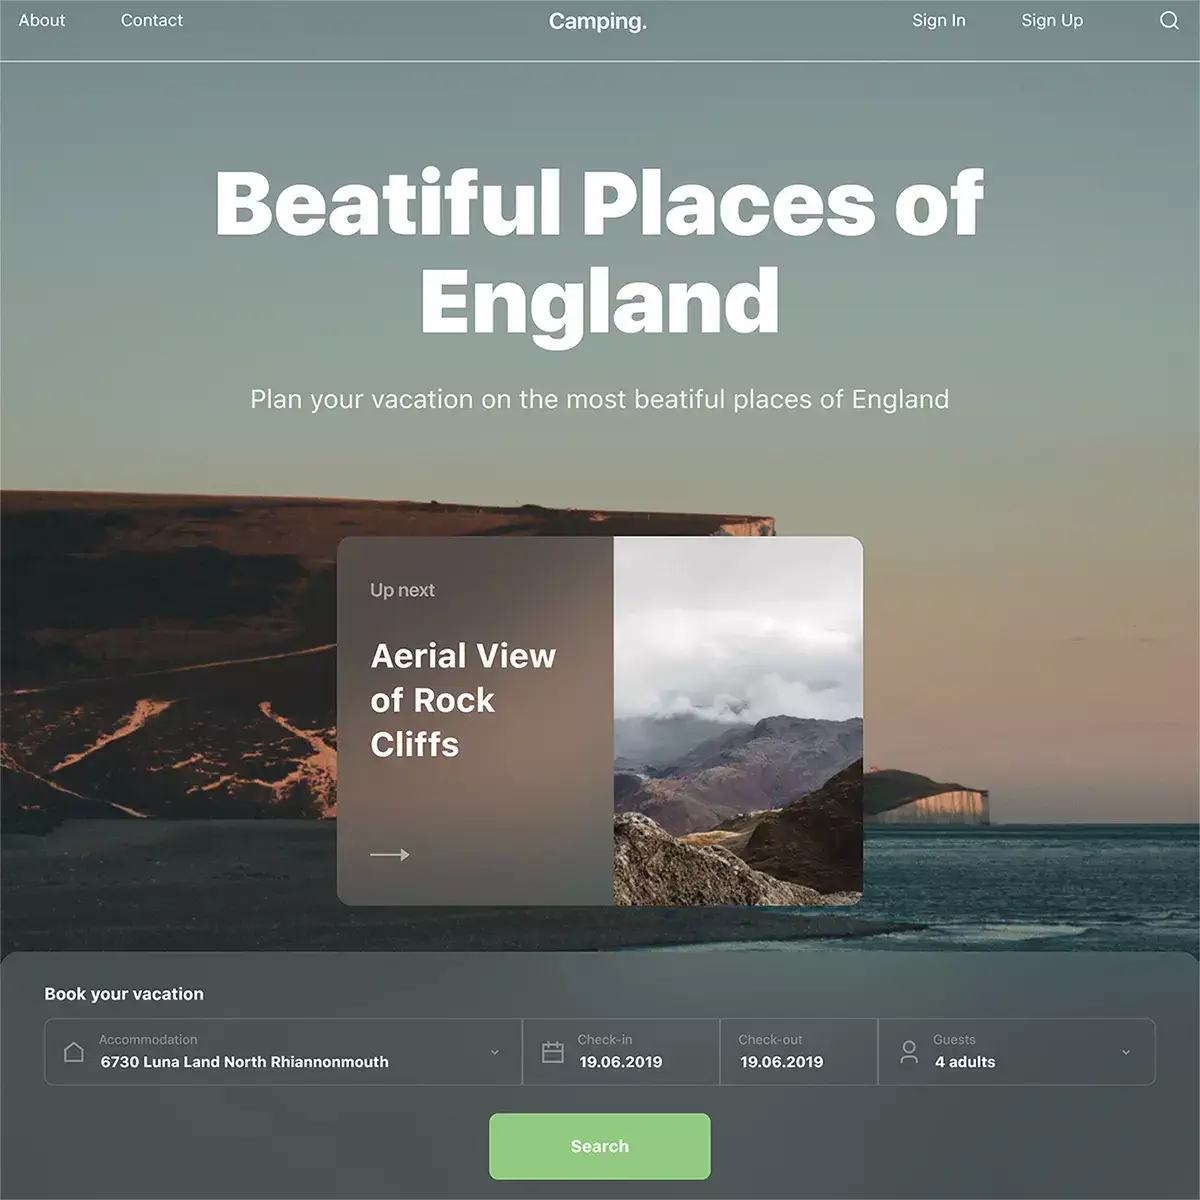 About Contact Camping. Sign In Sign Up
Beatiful Places of
England
Plan your vacation on the most beatiful places of England
Up next
Aerial View
of Rock
Cliffs
Book your vacation
Accommodation Check-in Check-out Guests
6730 Luna Land North Rhiannonmouth 19.06.2019 19.06.2019 4 adults
Search